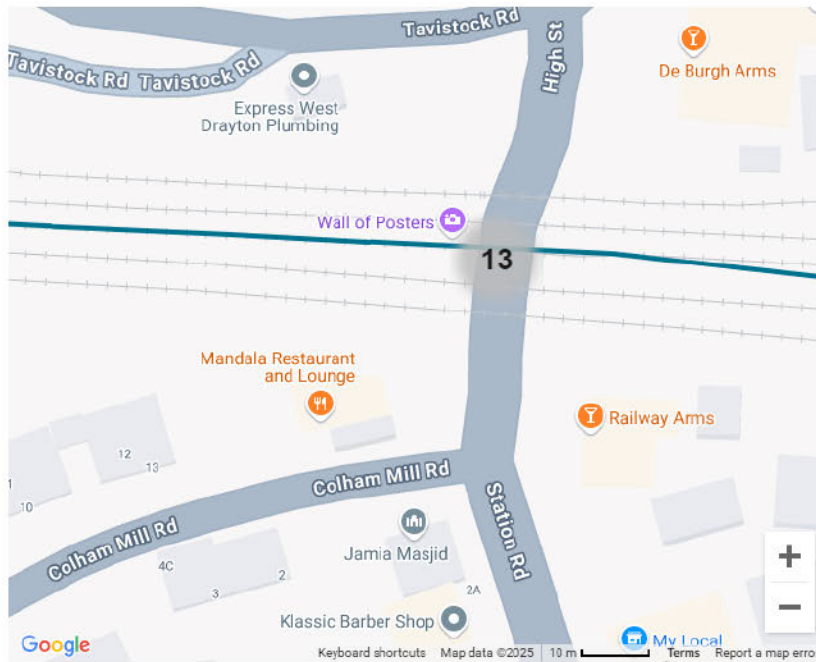 Tavistock Rd
High St
De Burgh Arms
Tavistock Rd Tavistock Rd
Express West
Drayton Plumbing
Wall of Posters
13
Mandala Restaurant
and Lounge
Railway Arms
12
13
10
Colham Mill Rd
Station Rd
Colham Mill Rd
Jamia Masjid
4C
2
3
2A
Klassic Barber Shop
+
−
My Local
Google
Keyboard shortcuts Map data ©2025 10 m Terms Report a map erro